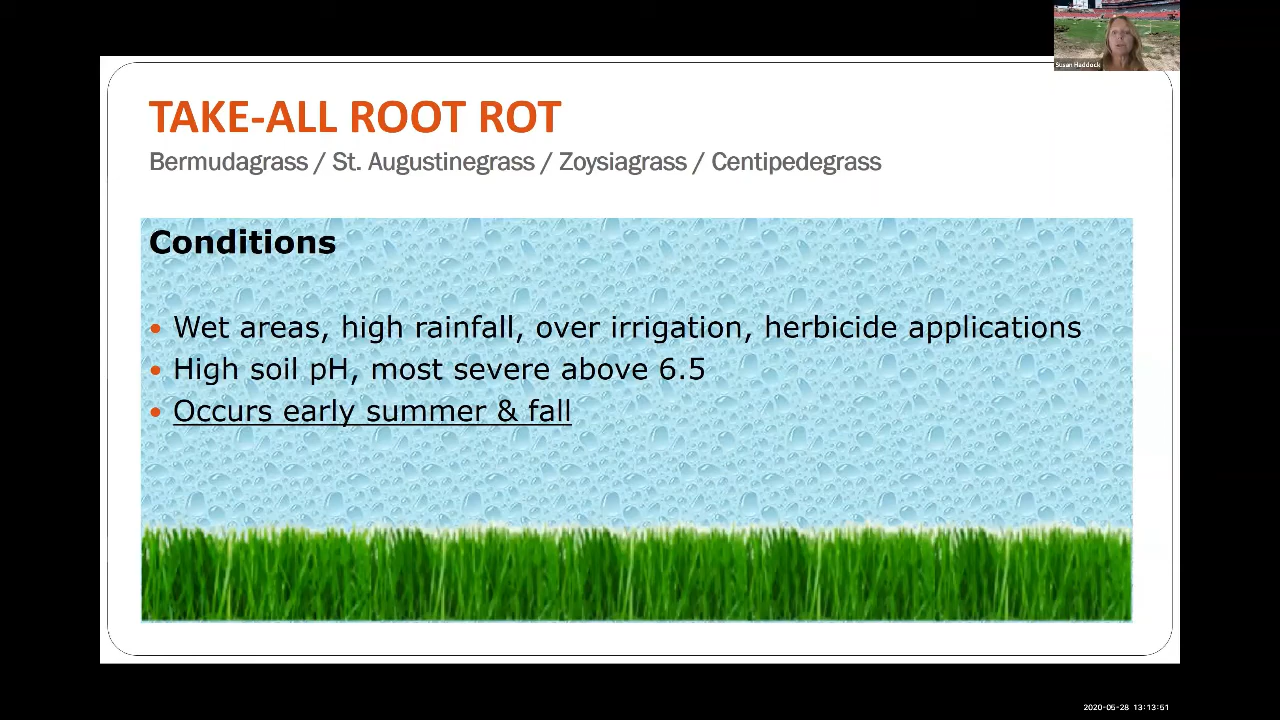 Susan Haddock
TAKE-ALL ROOT ROT
Bermudagrass / St. Augustinegrass / Zoysiagrass / Centipedegrass
Conditions
• Wet areas, high rainfall, over irrigation, herbicide applications
• High soil pH, most severe above 6.5
• Occurs early summer & fall
2020-05-28 13:13:51